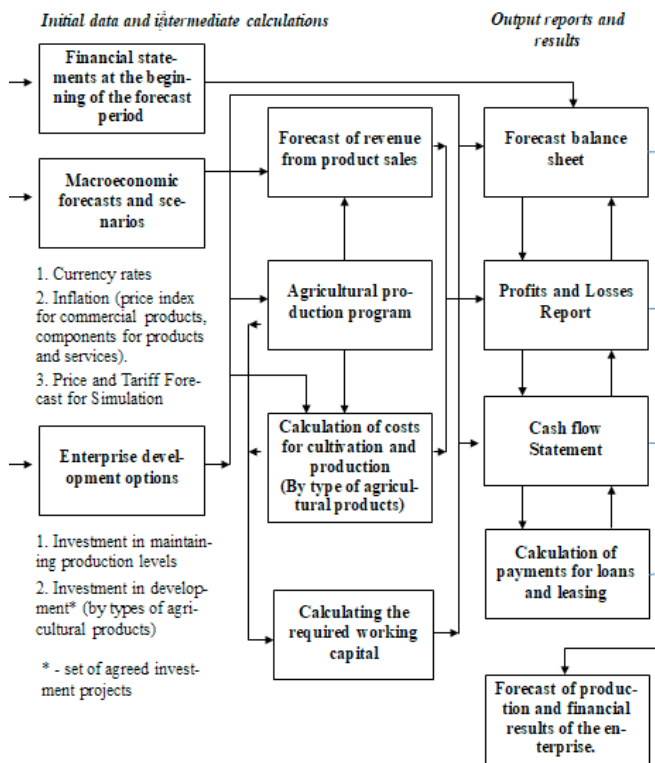 Initial data and intermediate calculations
Output reports and
results
Financial state-
ments at the begin-
ning of the forecast
period
Macroeconomic
forecasts and sce-
narios
1. Currency rates
2. Inflation (price index
for commercial products,
components for products
and services).
3. Price and Tariff Fore-
cast for Simulation
Enterprise devel-
opment options
1. Investment in maintain-
ing production levels
2. Investment in develop-
ment* (by types of agri-
cultural products)
* - set of agreed invest-
ment projects
Forecast of revenue
from product sales
Agricultural pro-
duction program
Calculation of costs
for cultivation and
production
(By type of agricul-
tural products)
Calculating the
required working
capital
Forecast balance
sheet
Profits and Losses
Report
Cash flow
Statement
Calculation of
payments for loans
and leasing
Forecast of produc-
tion and financial
results of the en-
terprise.